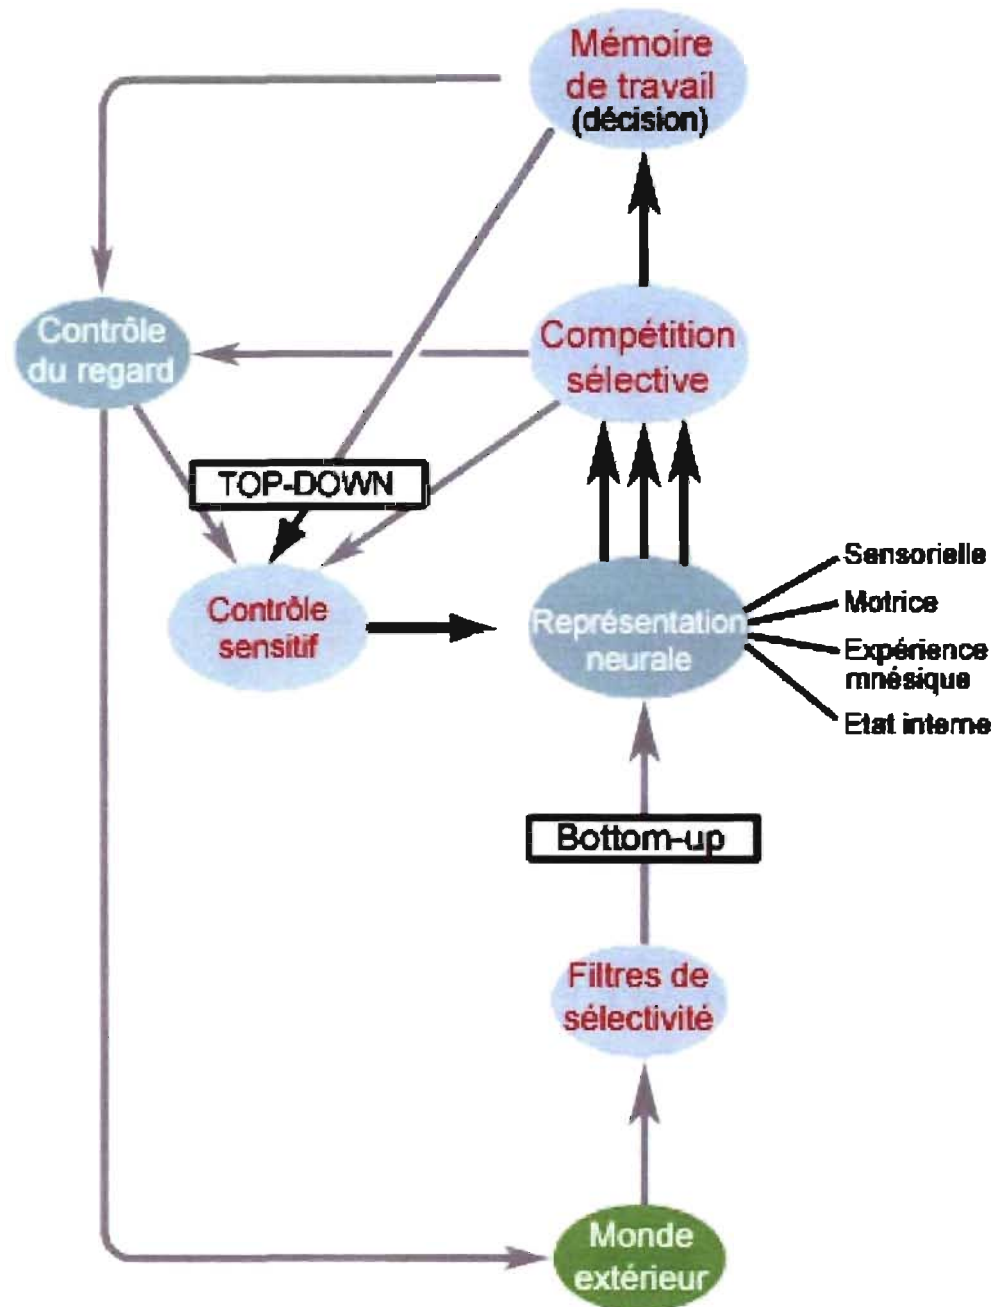 Mémoire
de travail
(décision)
Contrôle
du regard
Compétition
sélective
TOP-DOWN
Contrôle
sensitif
Représentation
neurale
Sensorielle
Motrice
Expérience
mnésique
Etat interne
Bottom-up
Filtres de
sélectivité
Monde
extérieur